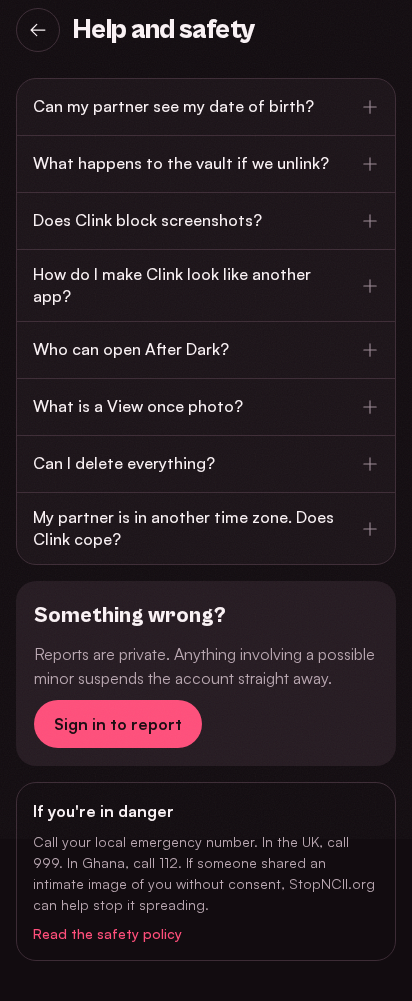 Help and safety
Can my partner see my date of birth?
What happens to the vault if we unlink?
Does Clink block screenshots?
How do I make Clink look like another
app?
Who can open After Dark?
What is a View once photo?
Can I delete everything?
My partner is in another time zone. Does
Clink cope?
Something wrong?
Reports are private. Anything involving a possible
minor suspends the account straight away.
Sign in to report
If you're in danger
Call your local emergency number. In the UK, call
999. In Ghana, call 112. If someone shared an
intimate image of you without consent, StopNCII.org
can help stop it spreading.
Read the safety policy